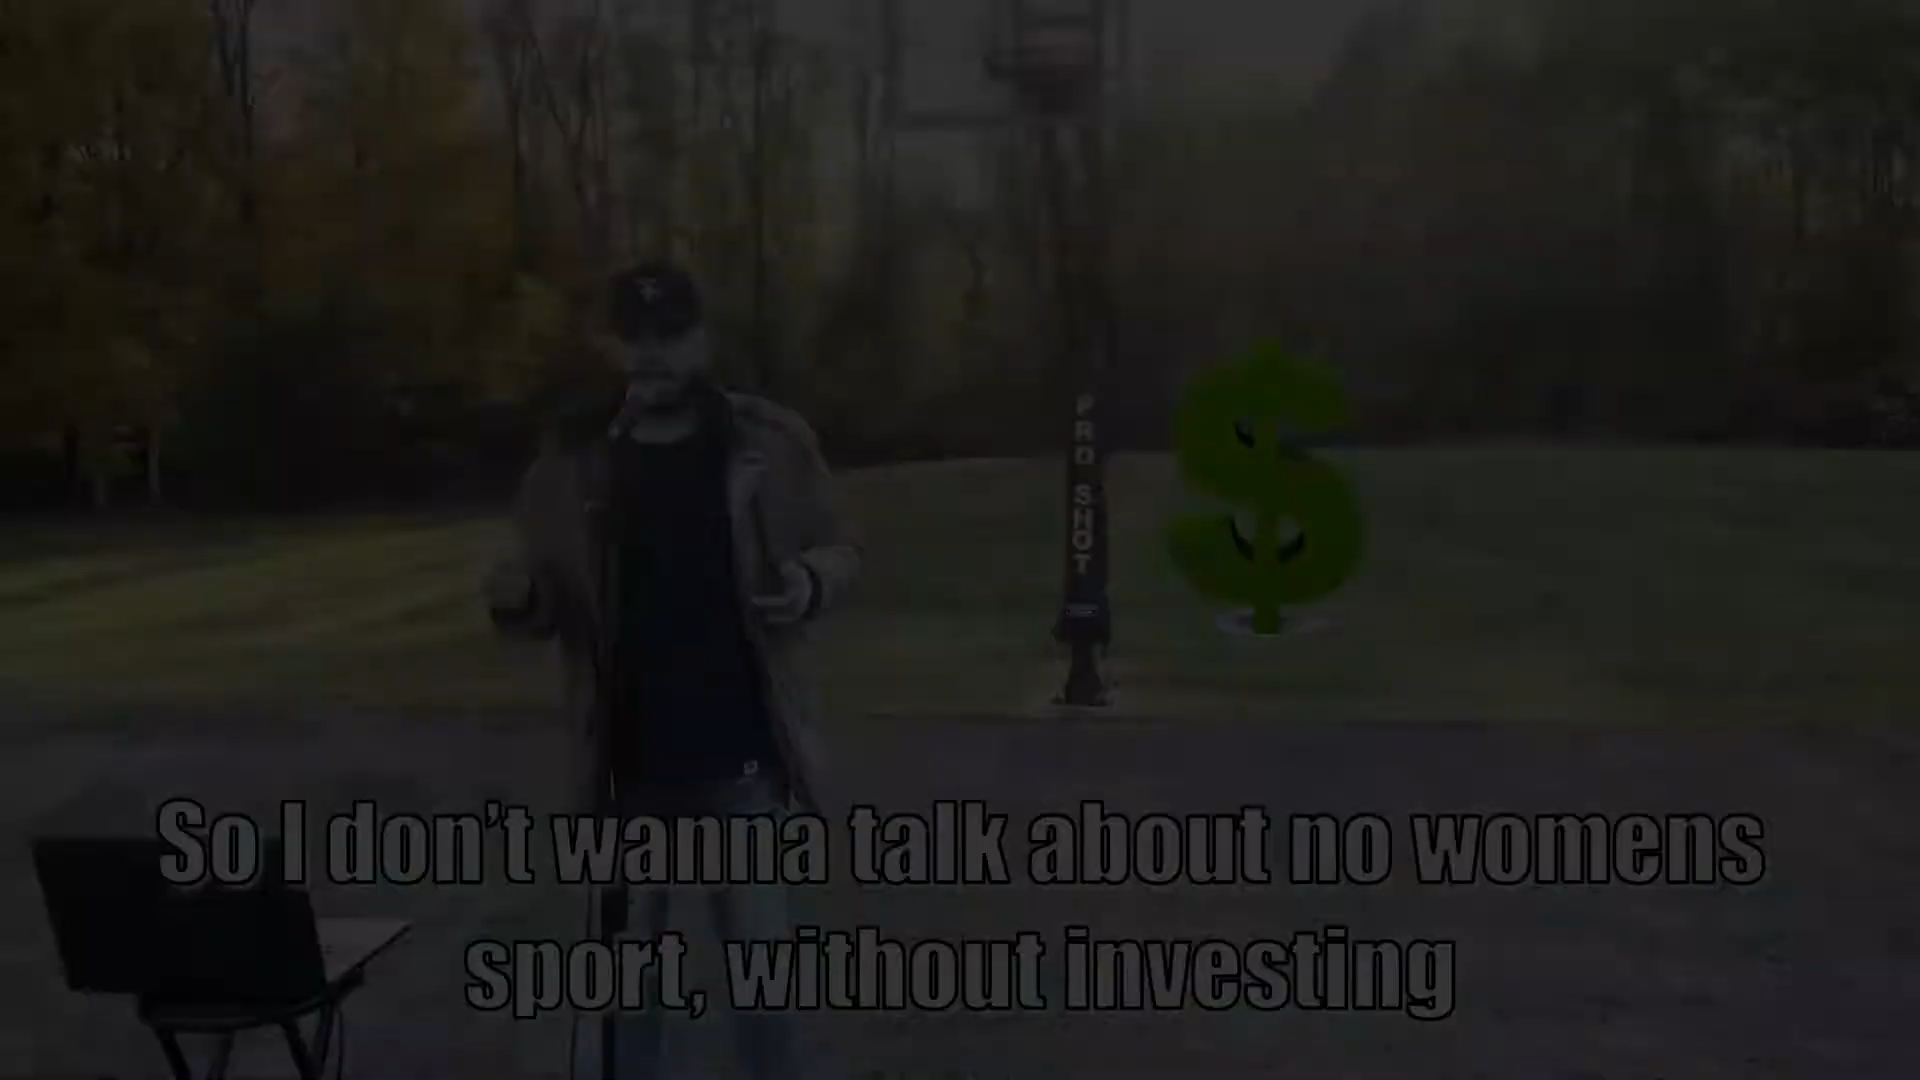 PRO SHOT
So I don't wanna talk about no womens
sport, without investing